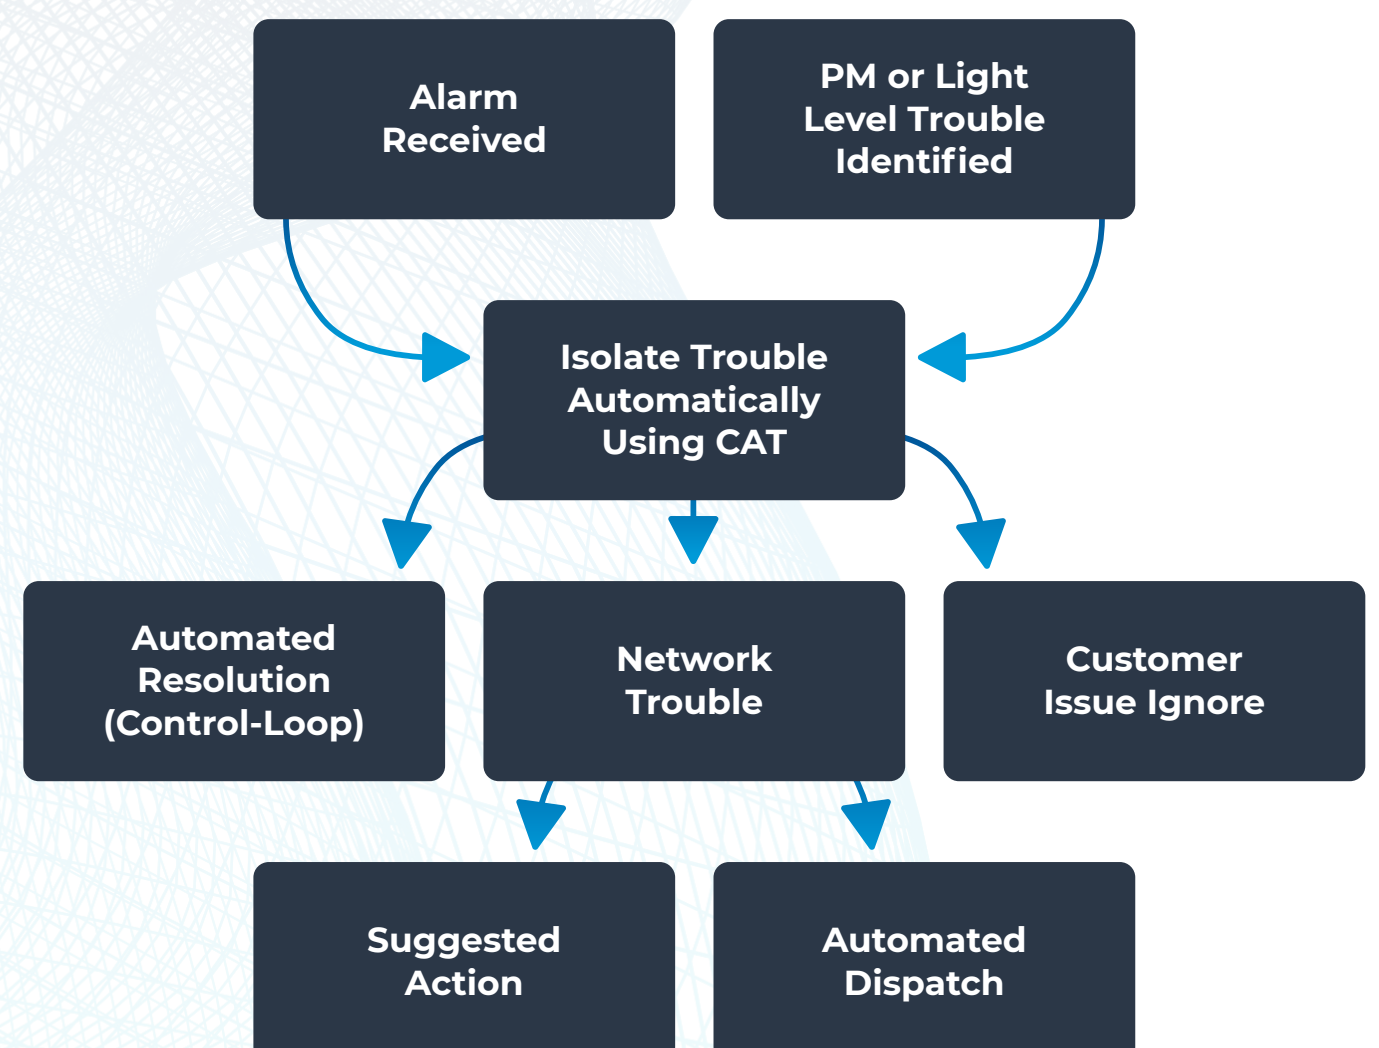 Alarm
Received
PM or Light
Level Trouble
Identified
Isolate Trouble
Automatically
Using CAT
Automated
Resolution
(Control-Loop)
Network
Trouble
Customer
Issue Ignore
Suggested
Action
Automated
Dispatch